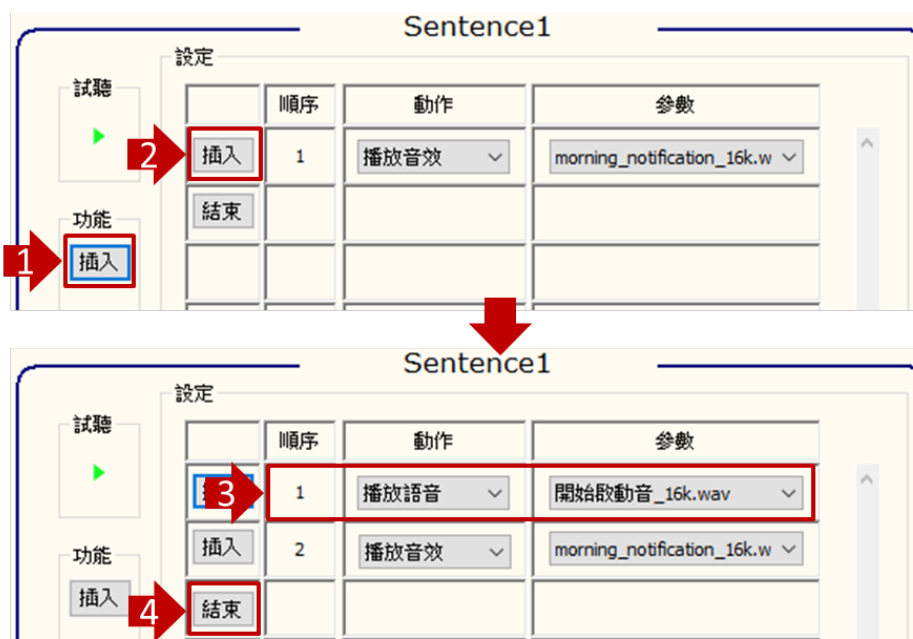 Sentence1
設定
試聽
順序 動作 參數
2 插入 1 播放音效 morning_notification_16k.w
功能
結束
1 插入
Sentence1
設定
試聽
順序 動作 參數
3 1 播放語音 開始啟動音_16k.wav
功能
插入 2 播放音效 morning_notification_16k.w
插入
4 結束